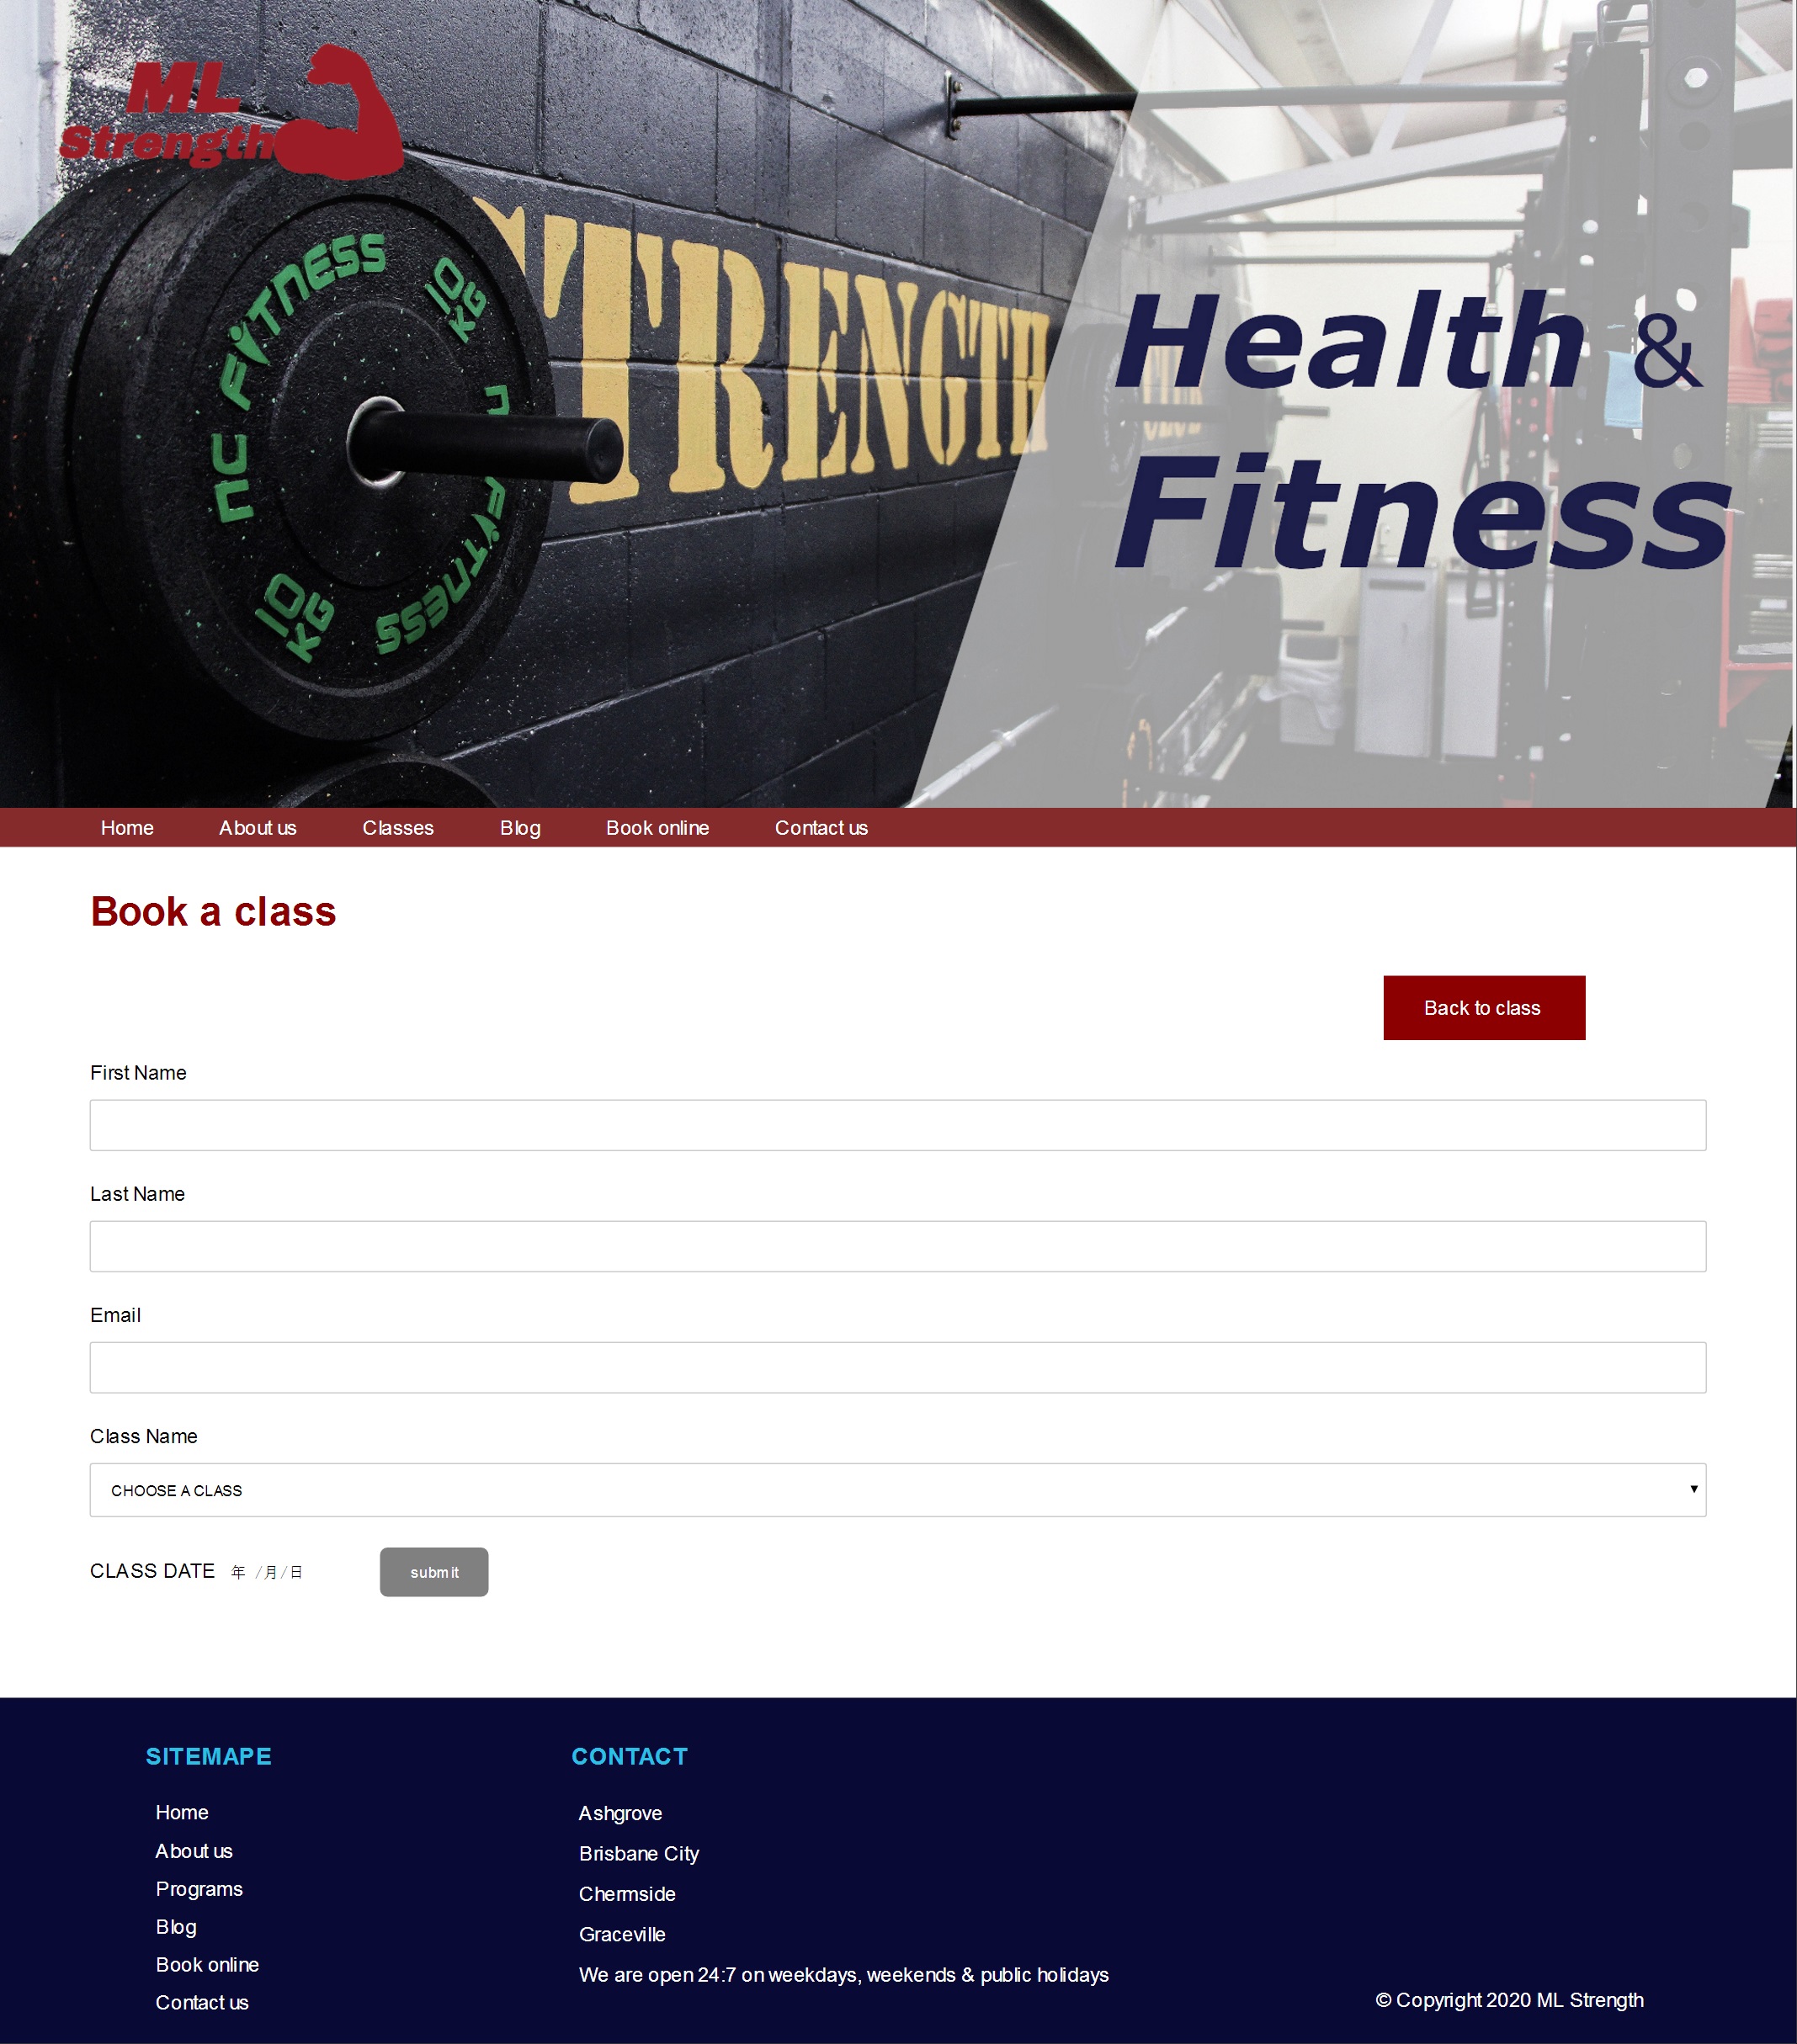 ML
Strength
NC FITNESS
10
KG
STRENGTH
NC FITNESS
10
KG
CLUB
Health &
Fitness
Home About us Classes Blog Book online Contact us
Book a class
Back to class
First Name
Last Name
Email
Class Name
CHOOSE A CLASS
CLASS DATE 年 /月/日 submit
SITEMAPE
Home
About us
Programs
Blog
Book online
Contact us
CONTACT
Ashgrove
Brisbane City
Chermside
Graceville
We are open 24:7 on weekdays, weekends & public holidays
© Copyright 2020 ML Strength